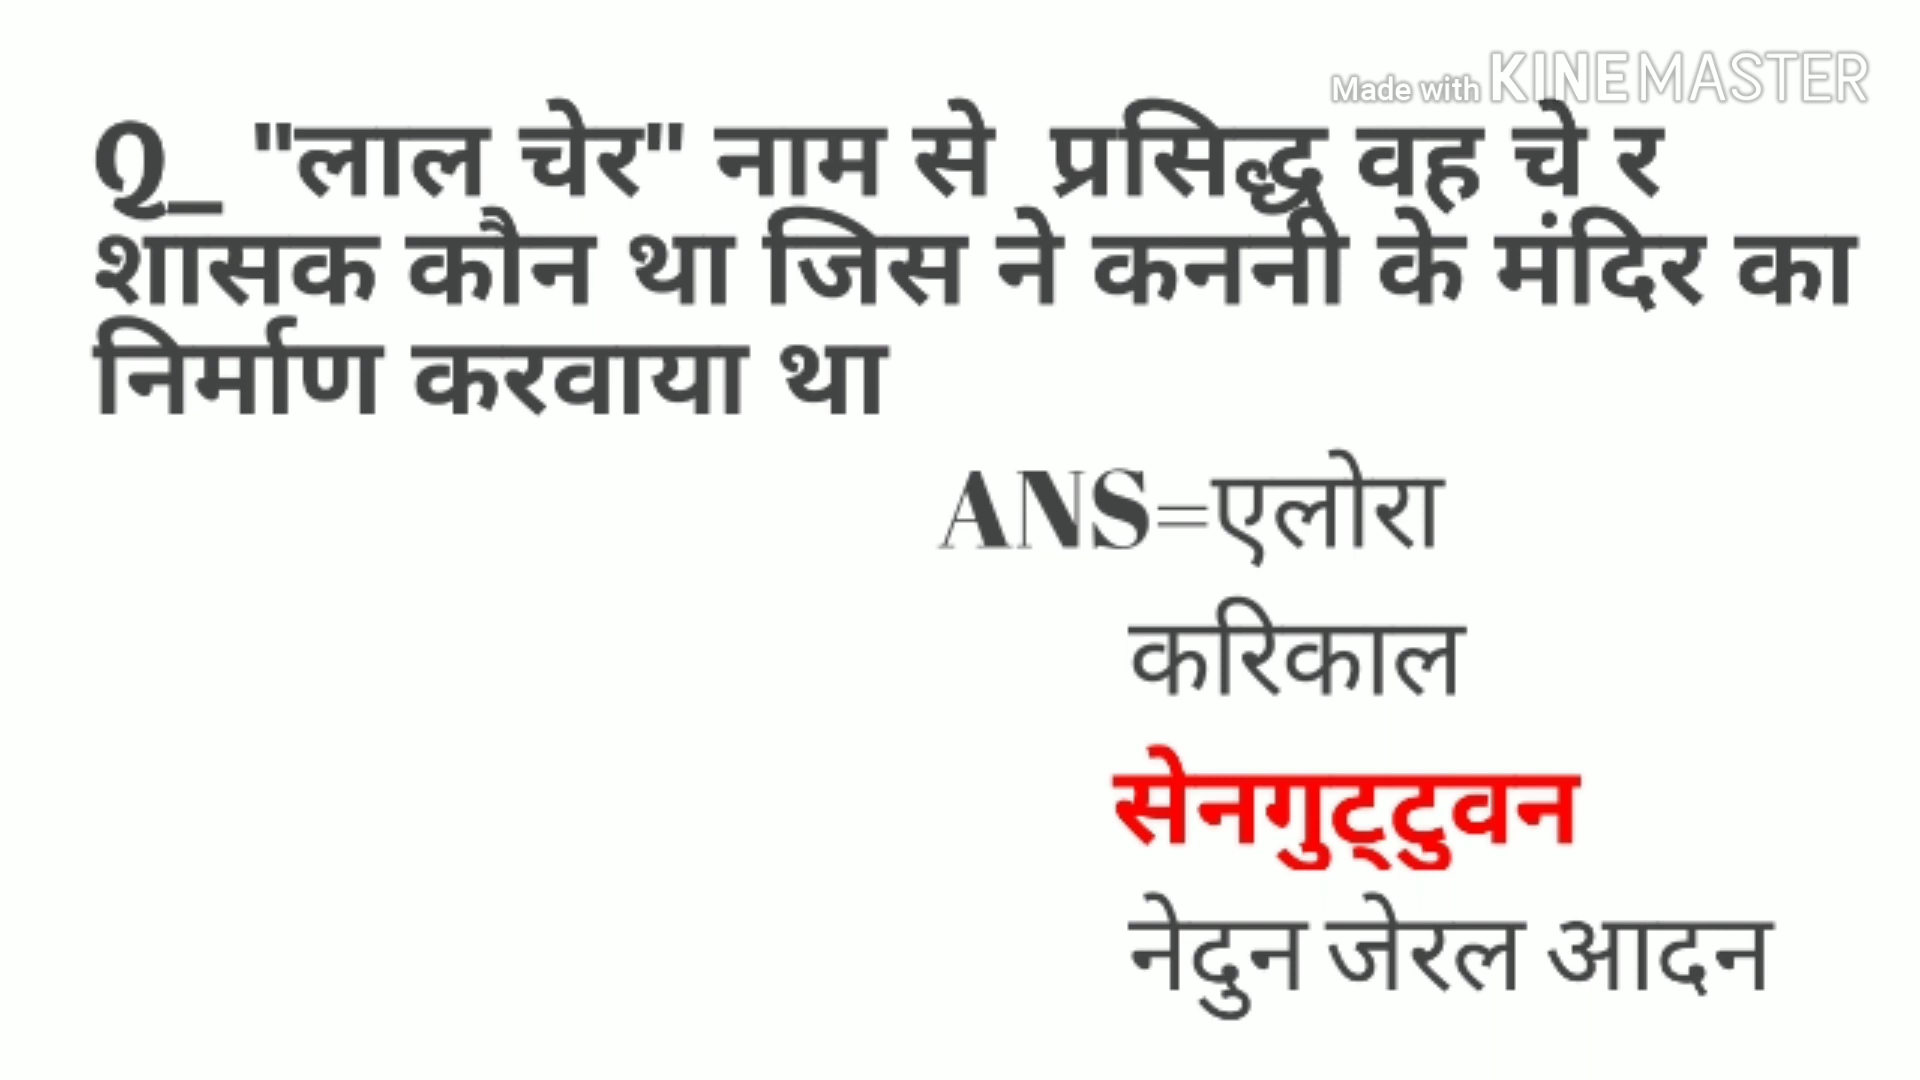 Made with KINEMASTER
Q_ "लाल चेर" नाम से प्रसिद्ध वह चे र
शासक कौन था जिस ने कननी के मंदिर का
निर्माण करवाया था
ANS=एलोरा
करिकाल
सेनगुट्टुवन
नेदुन जेरल आदन